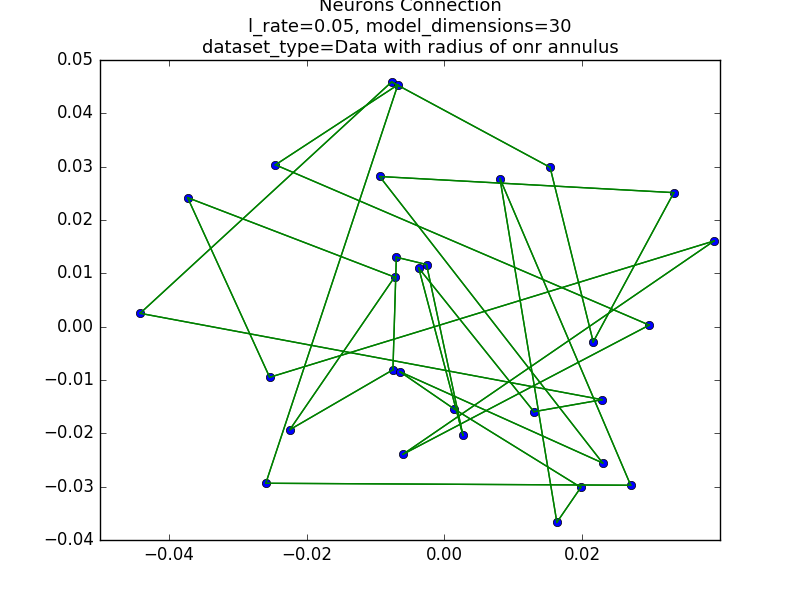 Neurons Connection
l_rate=0.05, model_dimensions=30
dataset_type=Data with radius of onr annulus
0.05
0.04
0.03
0.02
0.01
0.00
−0.01
−0.02
−0.03
−0.04
−0.04 −0.02 0.00 0.02